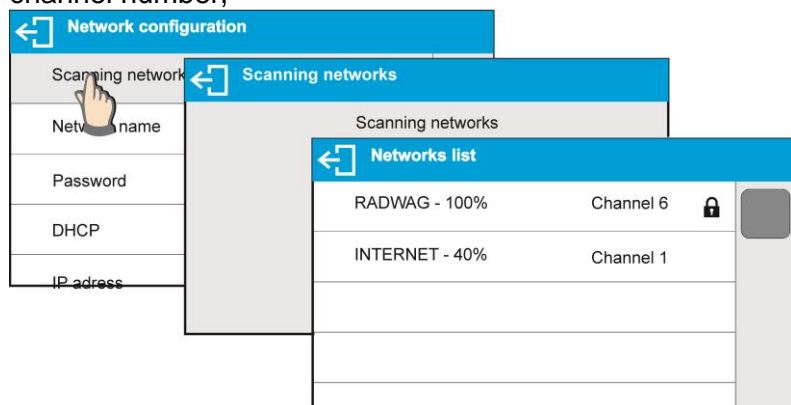 channel number,
Network configuration
Scanning network
Network name
Password
DHCP
IP adress
Scanning networks
Scanning networks
Networks list
RADWAG - 100% Channel 6
INTERNET - 40% Channel 1